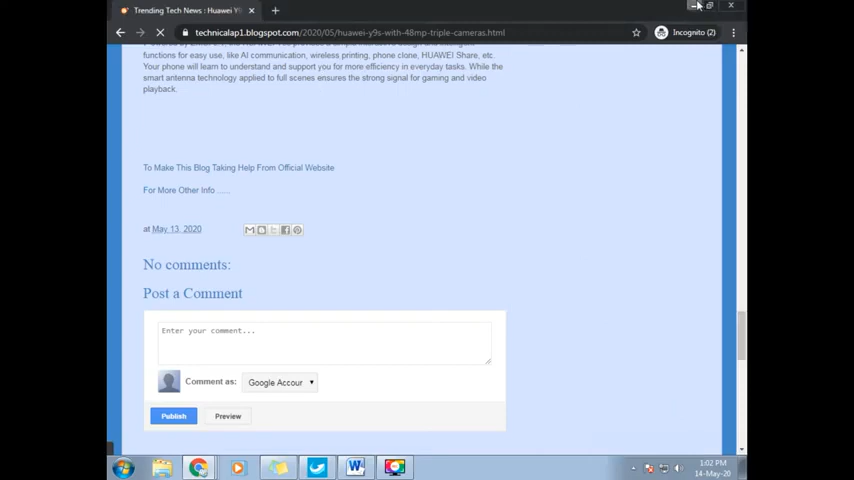 Trending Tech News : Huawei Y9
technicalap1.blogspot.com/2020/05/huawei-y9s-with-48mp-triple-cameras.html
Incognito (2)
functions for easy use, like AI communication, wireless printing, phone clone, HUAWEI Share, etc.
Your phone will learn to understand and support you for more efficiency in everyday tasks. While the
smart antenna technology applied to full scenes ensures the strong signal for gaming and video
playback.
To Make This Blog Taking Help From Official Website
For More Other Info ......
at May 13, 2020
No comments:
Post a Comment
Enter your comment...
Comment as: Google Accour
Publish Preview
1:02 PM
14-May-20